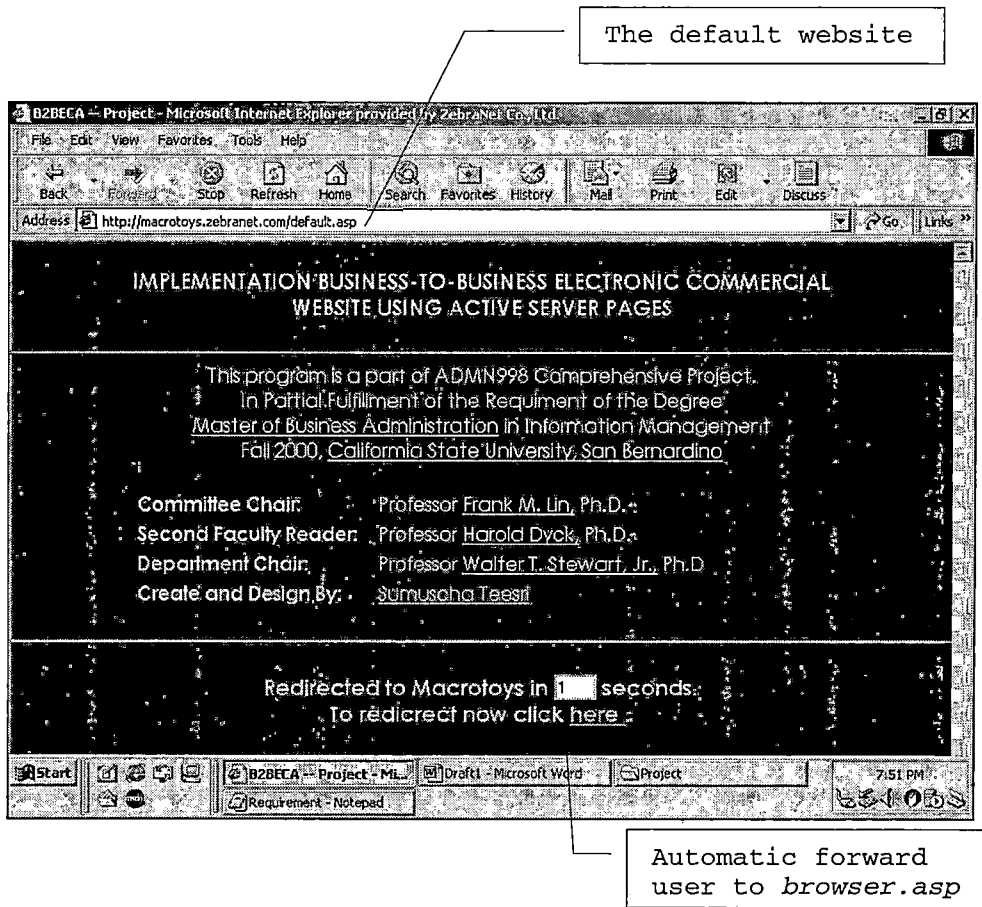 The default website
B2BECA -- Project - Microsoft Internet Explorer provided by ZebraNet Co., Ltd.
File Edit View Favorites Tools Help
Back Forward Stop Refresh Home Search Favorites History Mail Print Edit Discuss
Address http://macrotoys.zebranet.com/default.asp Go Links »
IMPLEMENTATION BUSINESS-TO-BUSINESS ELECTRONIC COMMERCIAL
WEBSITE USING ACTIVE SERVER PAGES
This program is a part of ADMN998 Comprehensive Project.
In Partial Fulfillment of the Requiment of the Degree
Master of Business Administration in Information Management
Fall 2000, California State University, San Bernardino
Committee Chair: Professor Frank M. Lin, Ph.D.
Second Faculty Reader: Professor Harold Dyck, Ph.D.
Department Chair: Professor Walter T. Stewart, Jr., Ph.D
Create and Design By: Sumuscha Teesri
Redirected to Macrotoys in 1 seconds.
To redicrect now click here
Start B2BECA -- Project - Mi... Draft1 - Microsoft Word Project 7:51 PM
Requirement - Notepad
Automatic forward
user to browser.asp